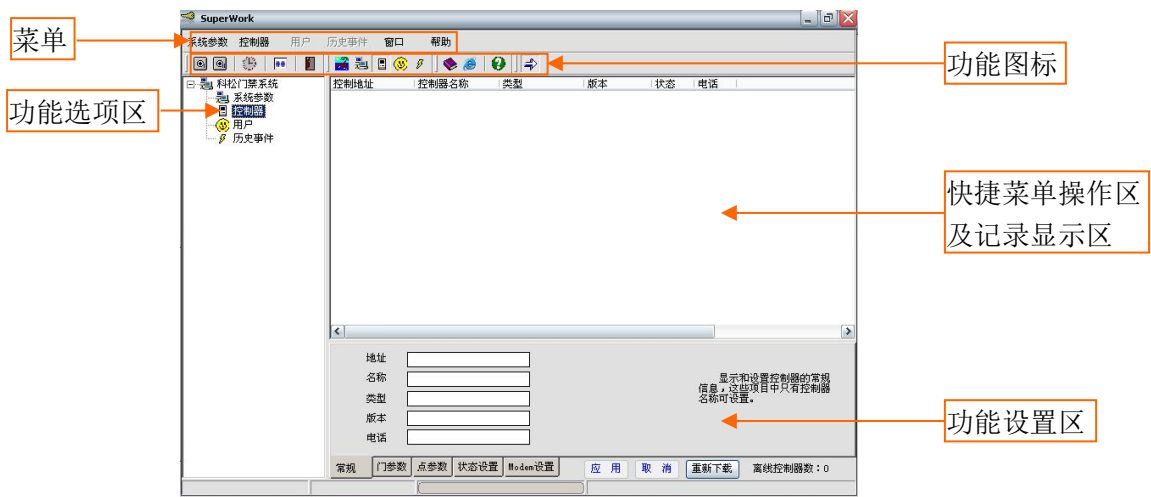 SuperWork
菜单
系统参数 控制器 用户 历史事件 窗口 帮助
功能图标
科松门禁系统
系统参数
控制器
用户
历史事件
功能选项区
控制地址 控制器名称 类型 版本 状态 电话
快捷菜单操作区
及记录显示区
地址
名称
类型
版本
电话
显示和设置控制器的常规
信息，这些项目中只有控制器
名称可设置。
功能设置区
常规 门参数 点参数 状态设置 Modem设置 应 用 取 消 重新下载 离线控制器数：0